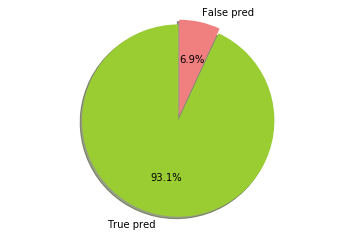 False pred
6.9%
93.1%
True pred